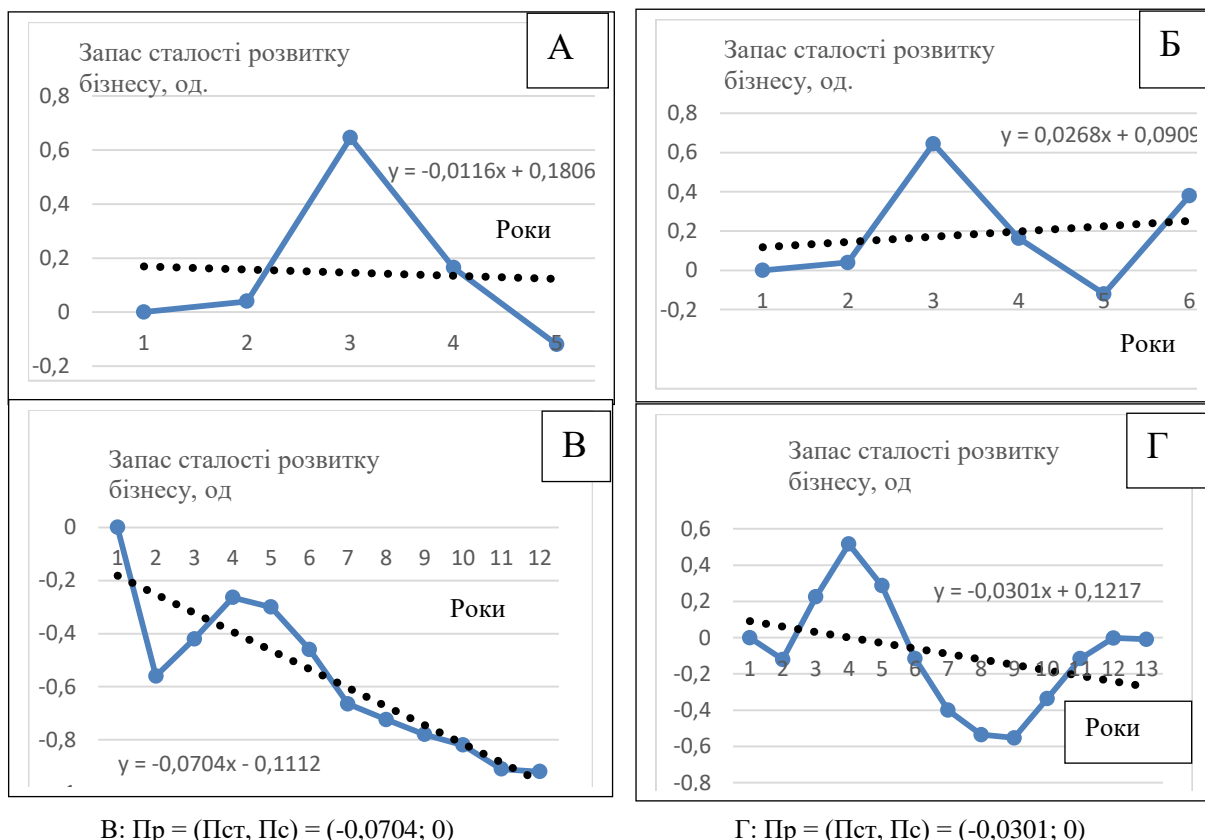 А
Запас сталості розвитку
бізнесу, од.
0,8
0,6
0,4
0,2
0
-0,2
y = -0,0116x + 0,1806
Роки
1 2 3 4 5
Б
Запас сталості розвитку
бізнесу, од.
0,8
0,6
0,4
0,2
0
-0,2
y = 0,0268x + 0,0909
1 2 3 4 5 6
Роки
В
Запас сталості розвитку
бізнесу, од
0
-0,2
-0,4
-0,6
-0,8
1 2 3 4 5 6 7 8 9 10 11 12
Роки
y = -0,0704x - 0,1112
Г
Запас сталості розвитку
бізнесу, од
0,6
0,4
0,2
0
-0,2
-0,4
-0,6
-0,8
y = -0,0301x + 0,1217
1 2 3 4 5 6 7 8 9 10 11 12 13
Роки
В: Пр = (Пст, Пс) = (-0,0704; 0)
Г: Пр = (Пст, Пс) = (-0,0301; 0)